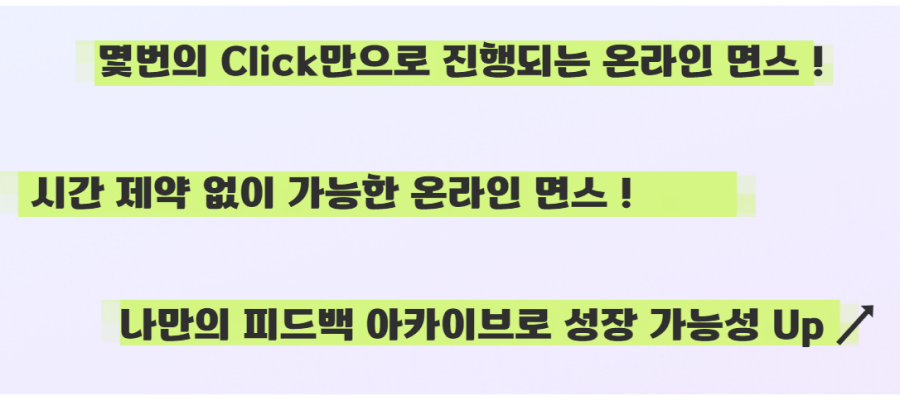 몇번의 Click만으로 진행되는 온라인 면스 !
시간 제약 없이 가능한 온라인 면스 !
나만의 피드백 아카이브로 성장 가능성 Up ↗